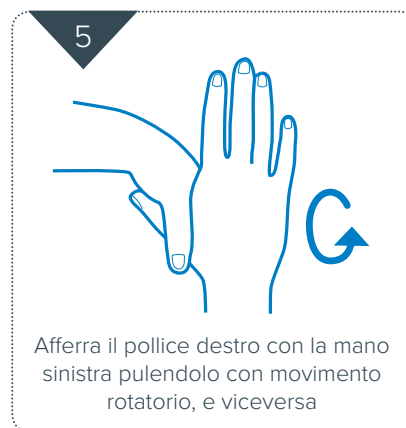 5
Afferra il pollice destro con la mano
sinistra pulendolo con movimento
rotatorio, e viceversa